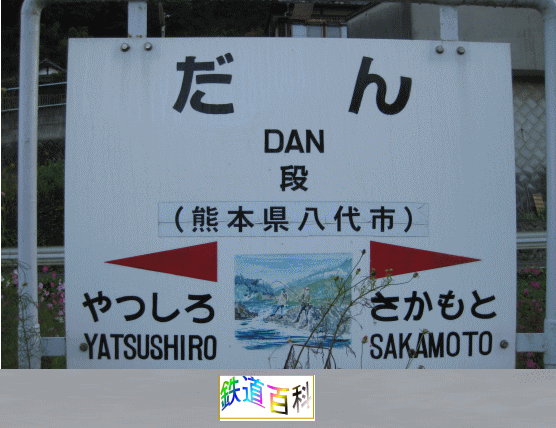 だん
DAN
段
（熊本県八代市）
やつしろ さかもと
YATSUSHIRO SAKAMOTO
鉄道百科